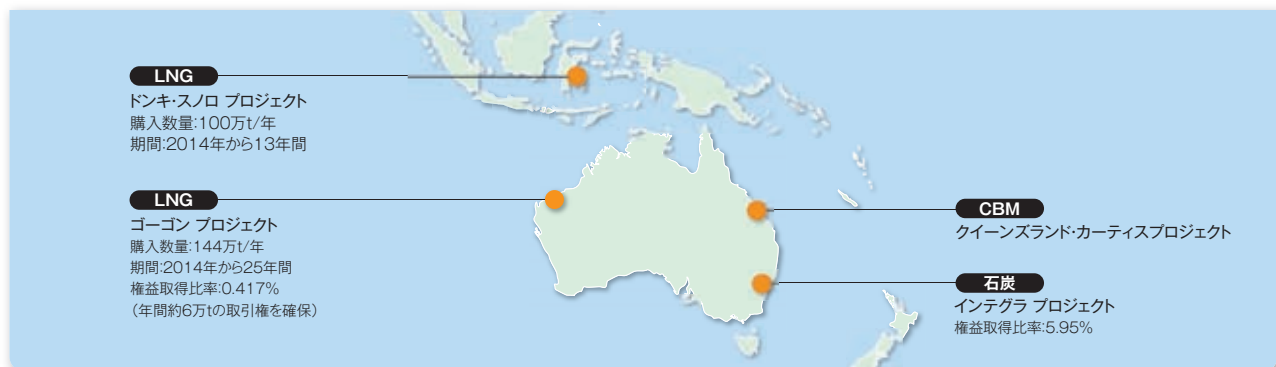 LNG
ドンキ・スノロ プロジェクト
購入数量:100万t/年
期間:2014年から13年間
LNG
ゴーゴン プロジェクト
購入数量:144万t/年
期間:2014年から25年間
権益取得比率:0.417%
（年間約6万tの取引権を確保）
CBM
クイーンズランド・カーティスプロジェクト
石炭
インテグラ プロジェクト
権益取得比率:5.95%